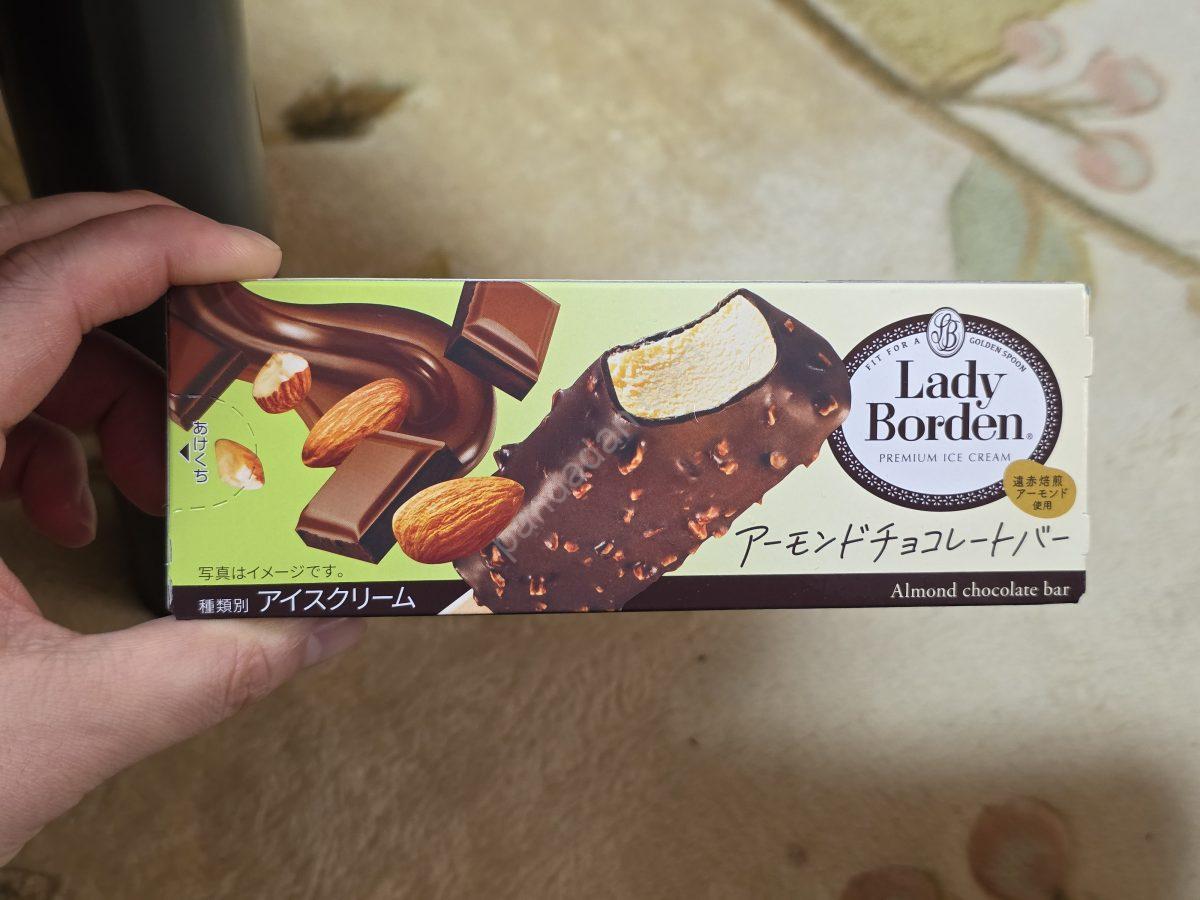 あけくち
写真はイメージです。
種類別 アイスクリーム
LB
FIT FOR A GOLDEN SPOON
Lady
Borden®
PREMIUM ICE CREAM
遠赤焙煎
アーモンド
使用
アーモンドチョコレートバー
Almond chocolate bar